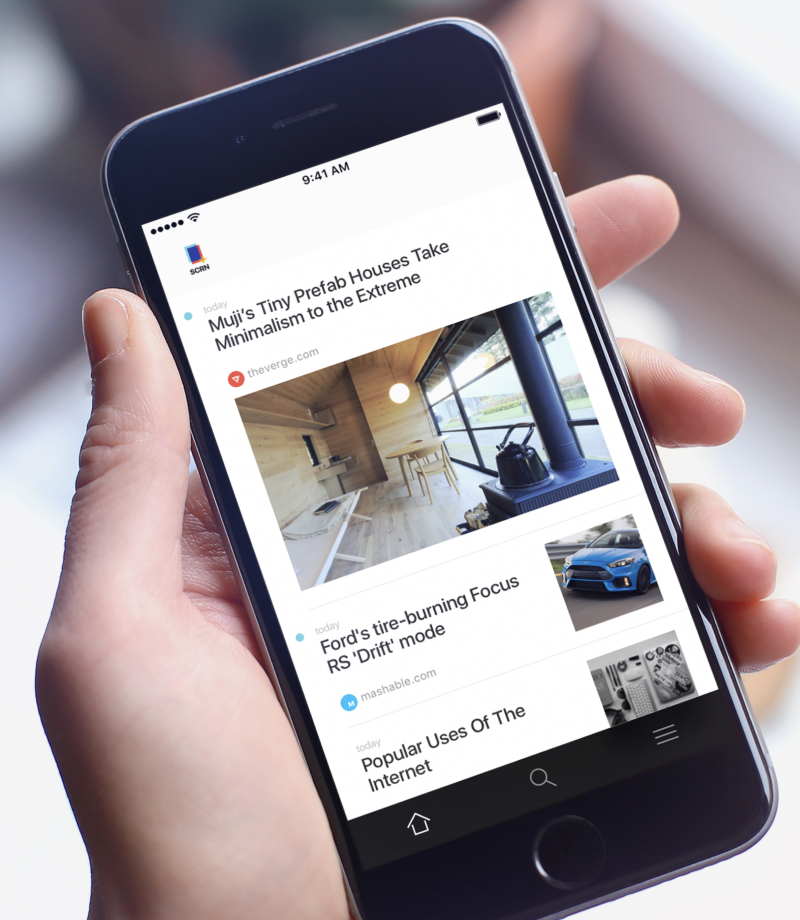 9:41 AM
SCRN
today
Muji's Tiny Prefab Houses Take
Minimalism to the Extreme
theverge.com
today
Ford's tire-burning Focus
RS 'Drift' mode
M mashable.com
today
Popular Uses Of The
Internet